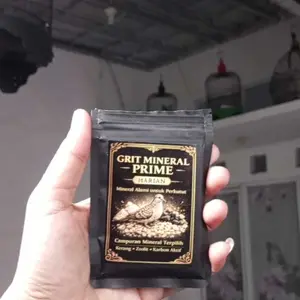 GRIT MINERAL
PRIME
HARIAN
Mineral Alami untuk Perkutut
Campuran Mineral Terpilih
Kerang • Zeolit • Karbon Aktif